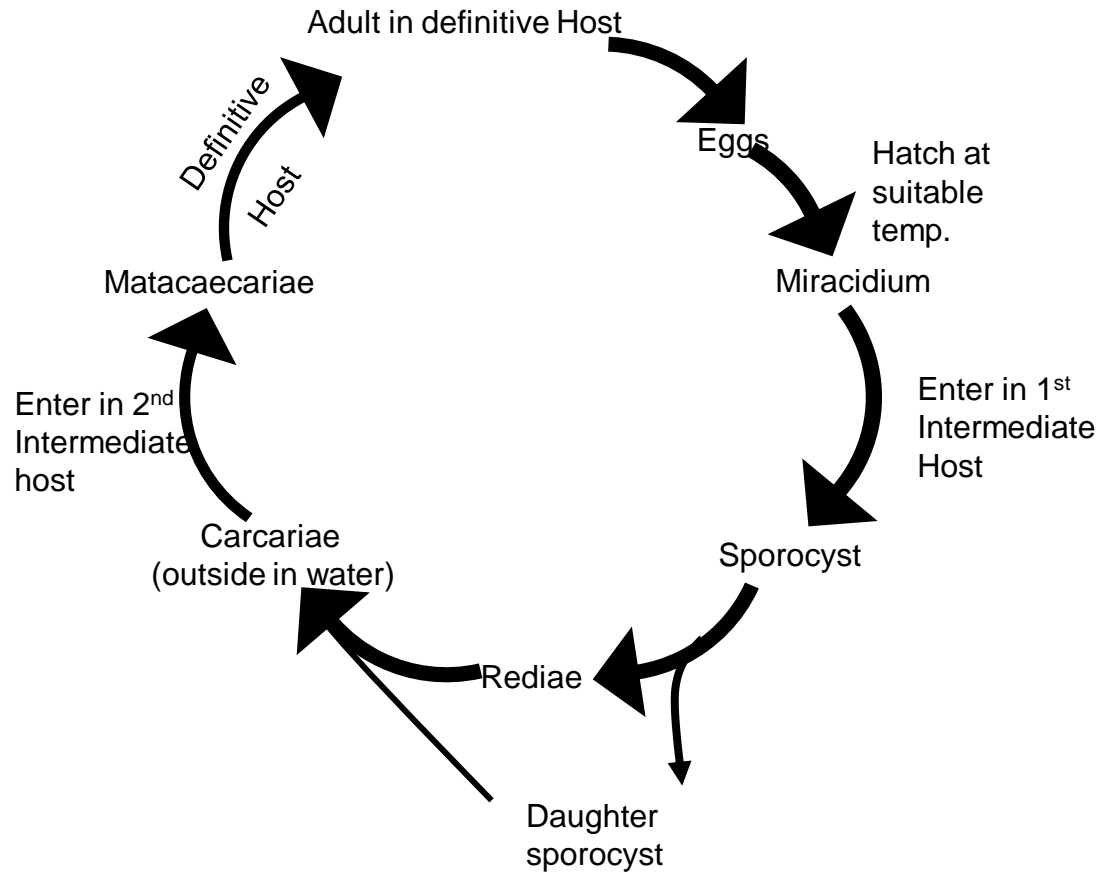 Adult in definitive Host
Eggs
Hatch at
suitable
temp.
Miracidium
Enter in 1st
Intermediate
Host
Sporocyst
Rediae
Daughter
sporocyst
Carcariae
(outside in water)
Enter in 2nd
Intermediate
host
Matacaecariae
Definitive
Host